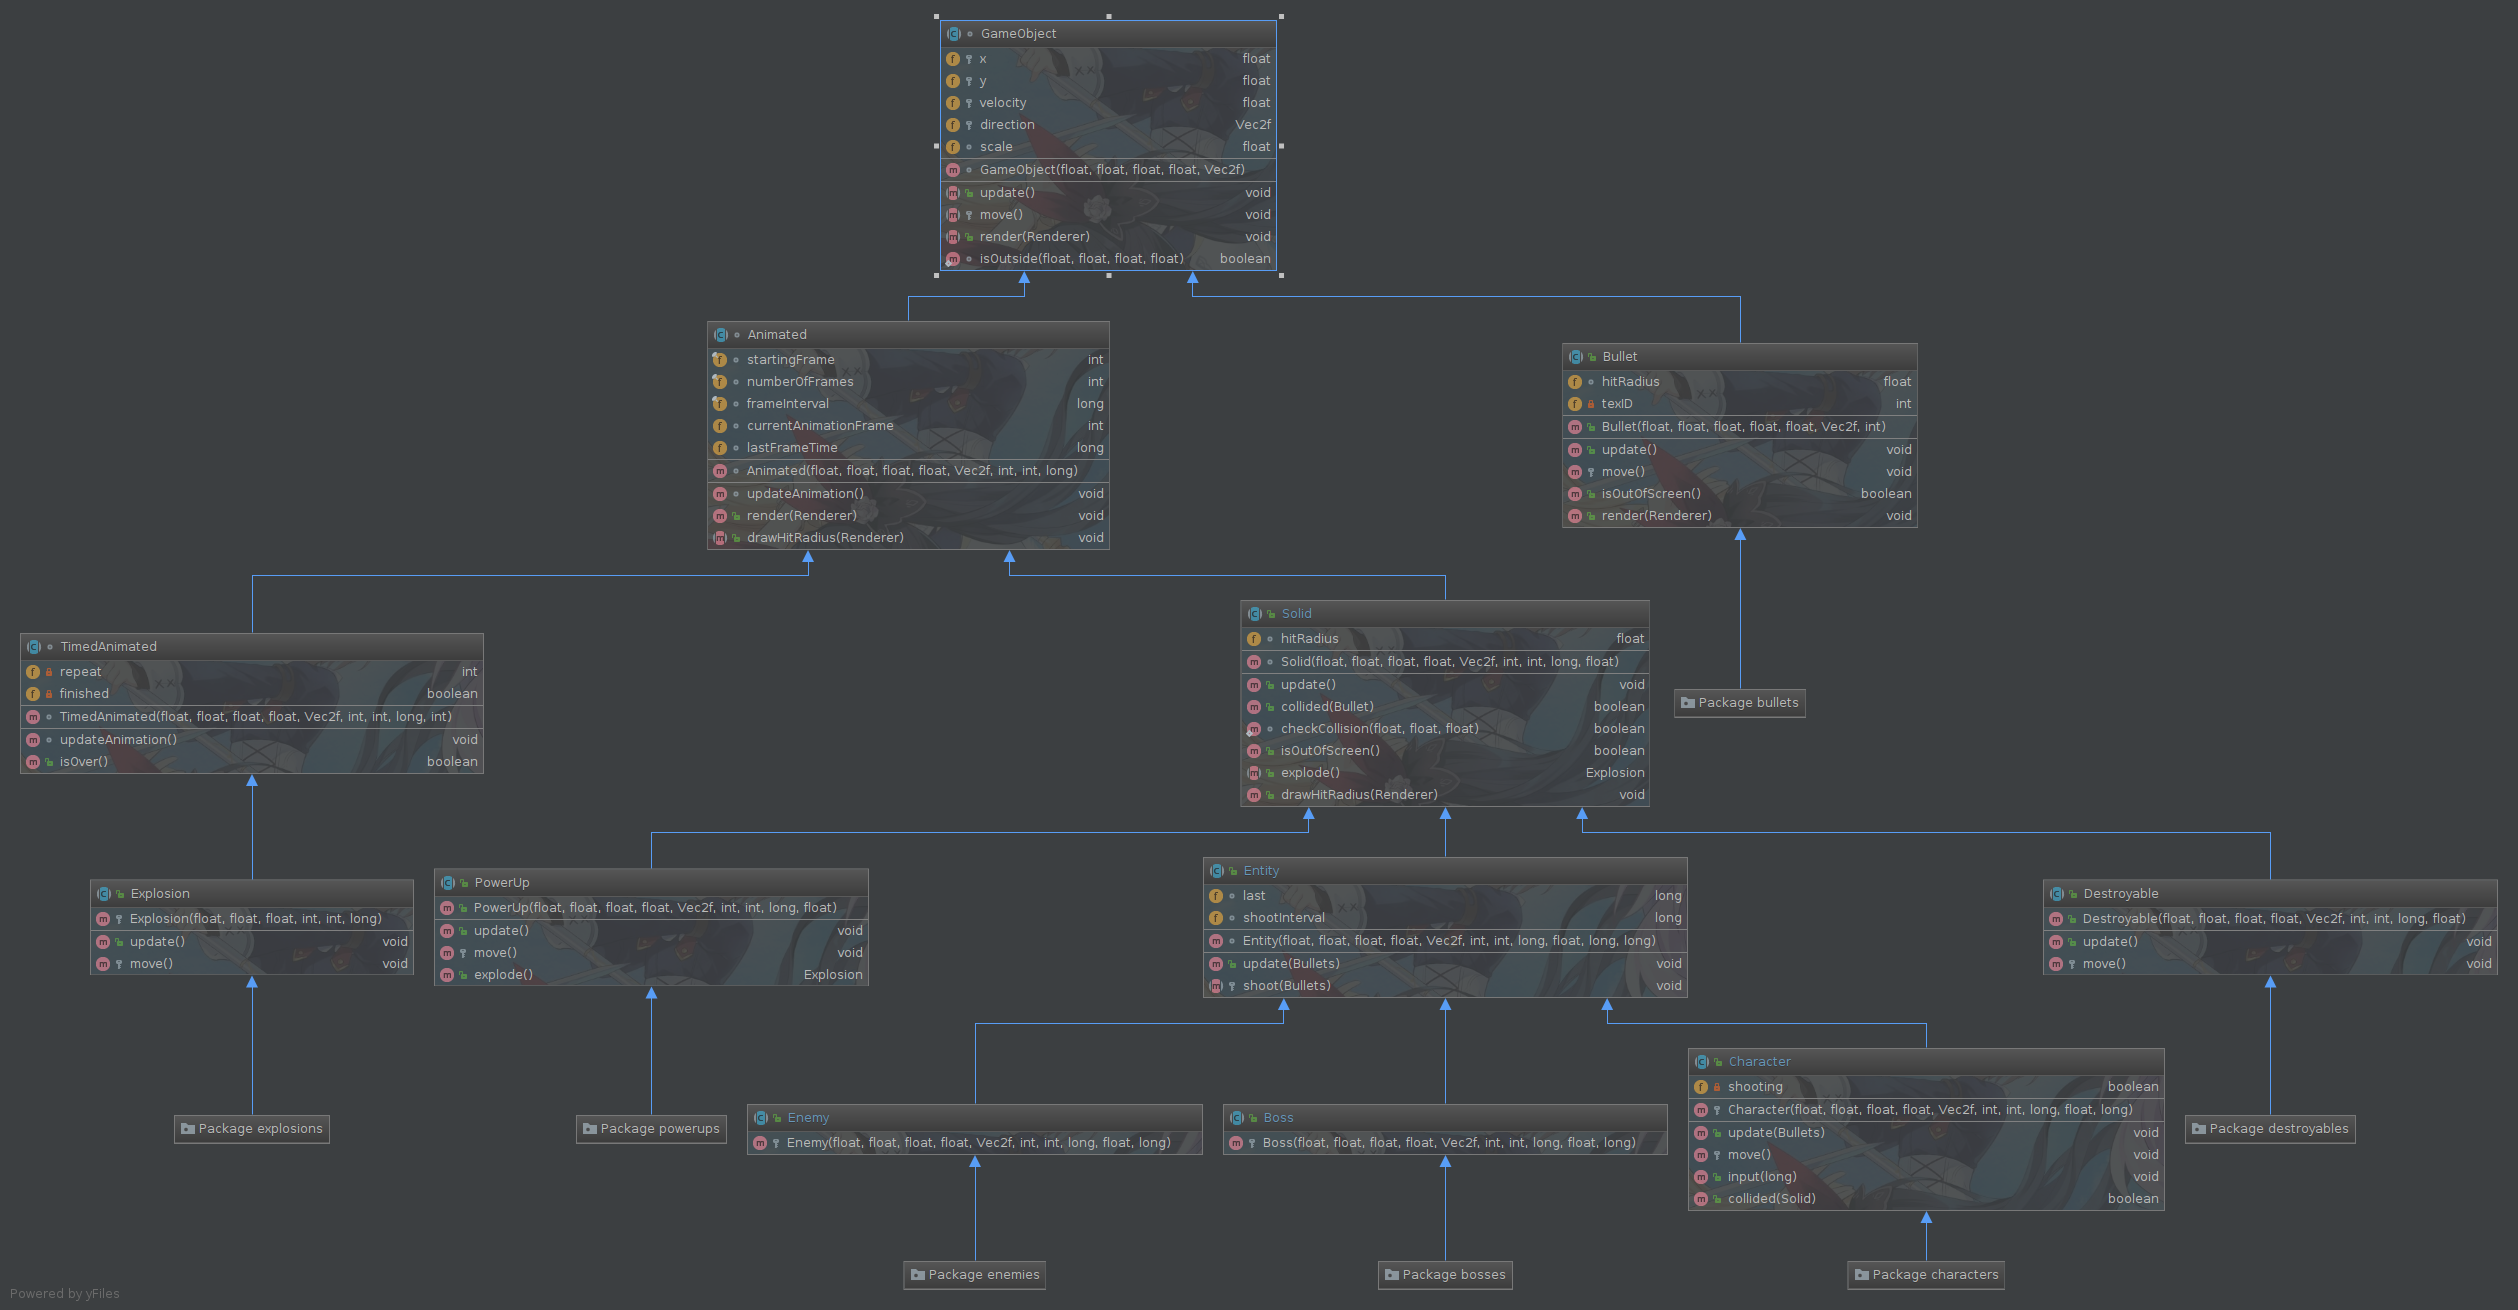 GameObject
x float
y float
velocity float
direction Vec2f
scale float
GameObject(float, float, float, float, Vec2f)
update() void
move() void
render(Renderer) void
isOutside(float, float, float, float) boolean
Animated
startingFrame int
numberOfFrames int
frameInterval long
currentAnimationFrame int
lastFrameTime long
Animated(float, float, float, float, Vec2f, int, int, long)
updateAnimation() void
render(Renderer) void
drawHitRadius(Renderer) void
Bullet
hitRadius float
texID int
Bullet(float, float, float, float, float, Vec2f, int)
update() void
move() void
isOutOfScreen() boolean
render(Renderer) void
TimedAnimated
repeat int
finished boolean
TimedAnimated(float, float, float, float, Vec2f, int, int, long, int)
updateAnimation() void
isOver() boolean
Solid
hitRadius float
Solid(float, float, float, float, Vec2f, int, int, long, float)
update() void
collided(Bullet) boolean
checkCollision(float, float, float) boolean
isOutOfScreen() boolean
explode() Explosion
drawHitRadius(Renderer) void
Package bullets
Explosion
Explosion(float, float, float, int, int, long)
update() void
move() void
PowerUp
PowerUp(float, float, float, float, Vec2f, int, int, long, float)
update() void
move() void
explode() Explosion
Entity
last long
shootInterval long
Entity(float, float, float, float, Vec2f, int, int, long, float, long, long)
update(Bullets) void
shoot(Bullets) void
Destroyable
Destroyable(float, float, float, float, Vec2f, int, int, long, float)
update() void
move() void
Package explosions
Package powerups
Enemy
Enemy(float, float, float, float, Vec2f, int, int, long, float, long)
Boss
Boss(float, float, float, float, Vec2f, int, int, long, float, long)
Character
shooting boolean
Character(float, float, float, float, Vec2f, int, int, long, float, long)
update(Bullets) void
move() void
input(long) void
collided(Solid) boolean
Package destroyables
Package enemies
Package bosses
Package characters
Powered by yFiles